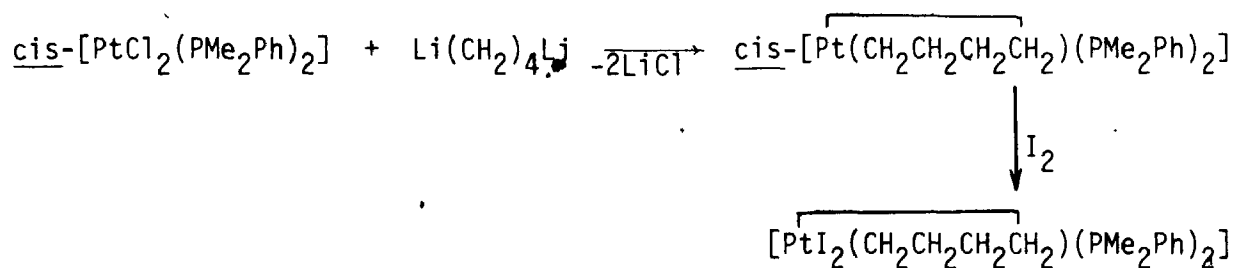 cis-[PtCl2(PMe2Ph)2] + Li(CH2)4Li -2LiCl cis-[Pt(CH2CH2CH2CH2)(PMe2Ph)2]
I2
[PtI2(CH2CH2CH2CH2)(PMe2Ph)2]